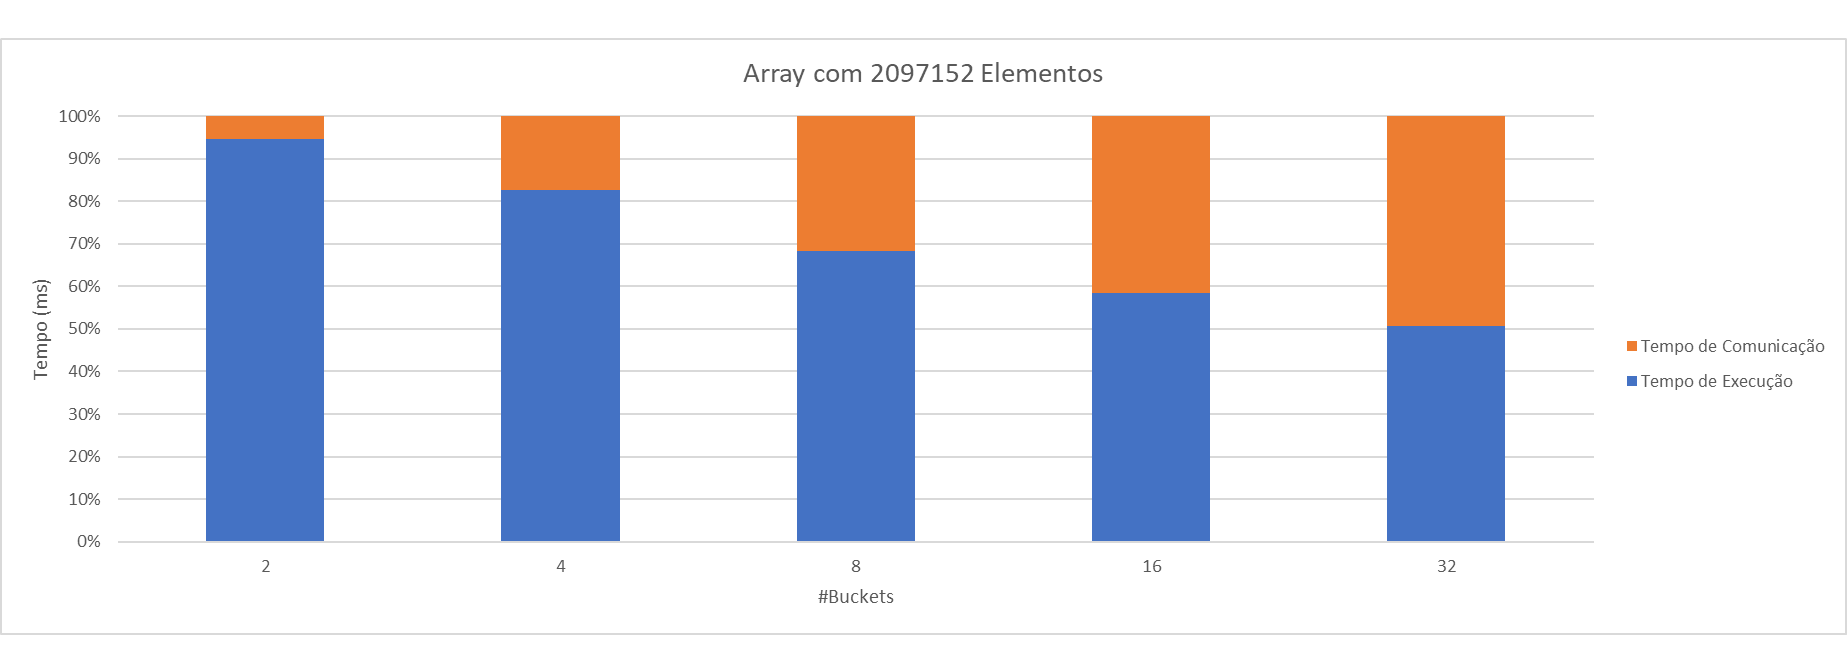 Array com 2097152 Elementos
100%
90%
80%
70%
60%
50%
40%
30%
20%
10%
0%
Tempo (ms)
2 4 8 16 32
#Buckets
Tempo de Comunicação
Tempo de Execução